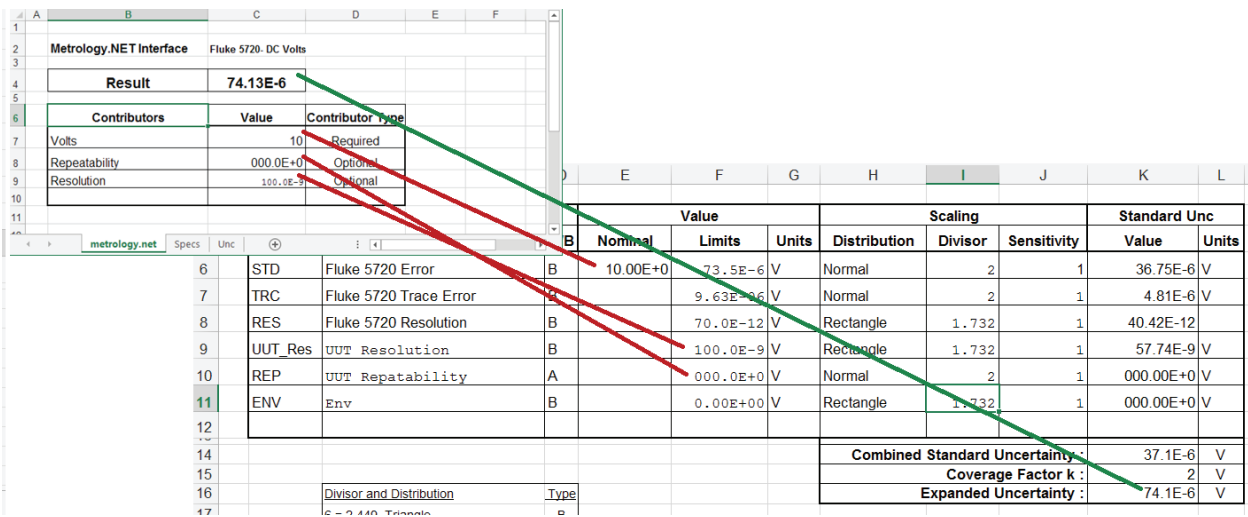 A B C D E F
1
2 Metrology.NET Interface Fluke 5720- DC Volts
3
4 Result 74.13E-6
5
6 Contributors Value Contributor Type
7 Volts 10 Required
8 Repeatability 000.0E+0 Optional
9 Resolution 100.0E-9 Optional
10
11
metrology.net Specs Unc
E F G H I J K L
Value Scaling Standard Unc
B Nominal Limits Units Distribution Divisor Sensitivity Value Units
6 STD Fluke 5720 Error B 10.00E+0 73.5E-6 V Normal 2 1 36.75E-6 V
7 TRC Fluke 5720 Trace Error B 9.63E-06 V Normal 2 1 4.81E-6 V
8 RES Fluke 5720 Resolution B 70.0E-12 V Rectangle 1.732 1 40.42E-12
9 UUT_Res UUT Resolution B 100.0E-9 V Rectangle 1.732 1 57.74E-9 V
10 REP UUT Repatability A 000.0E+0 V Normal 2 1 000.00E+0 V
11 ENV Env B 0.00E+00 V Rectangle 1.732 1 000.00E+0 V
12
14 Combined Standard Uncertainty : 37.1E-6 V
15 Coverage Factor k : 2 V
16 Divisor and Distribution Type Expanded Uncertainty : 74.1E-6 V
17 6 = 2.449 Triangle B